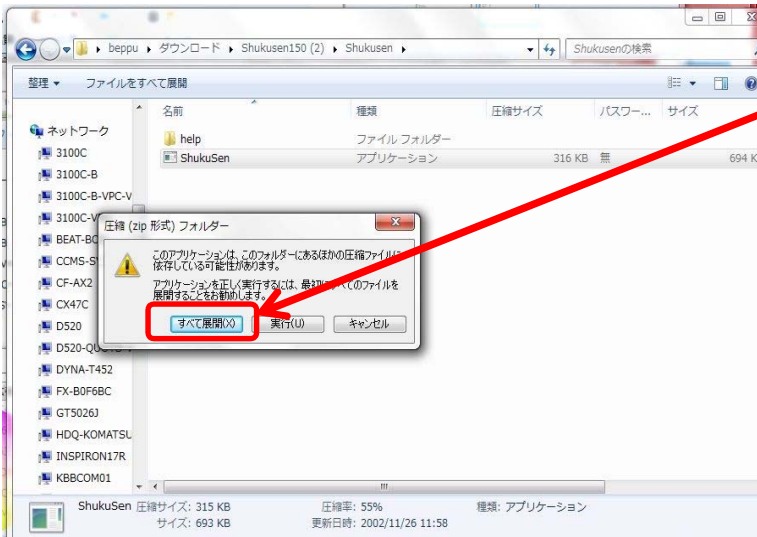 beppu ▸ ダウンロード ▸ Shukusen150 (2) ▸ Shukusen ▸
Shukusenの検索
整理 ファイルをすべて展開
名前 種類 圧縮サイズ パスワー... サイズ
help ファイル フォルダー
ShukuSen アプリケーション 316 KB 無 694 K
ネットワーク
3100C
3100C-B
3100C-B-VPC-V
3100C-V
BEAT-BC
CCMS-S
CF-AX2
CX47C
D520
D520-QU
DYNA-T452
FX-B0F6BC
GT5026J
HDQ-KOMATSU
INSPIRON17R
KBBCOM01
圧縮 (zip 形式) フォルダー
このアプリケーションは、このフォルダーにあるほかの圧縮ファイルに
依存している可能性があります。
アプリケーションを正しく実行するには、最初に べてのファイルを
展開することをお勧めします。
すべて展開(X) 実行(U) キャンセル
ShukuSen 圧縮サイズ: 315 KB 圧縮率: 55% 種類: アプリケーション
サイズ: 693 KB 更新日時: 2002/11/26 11:58